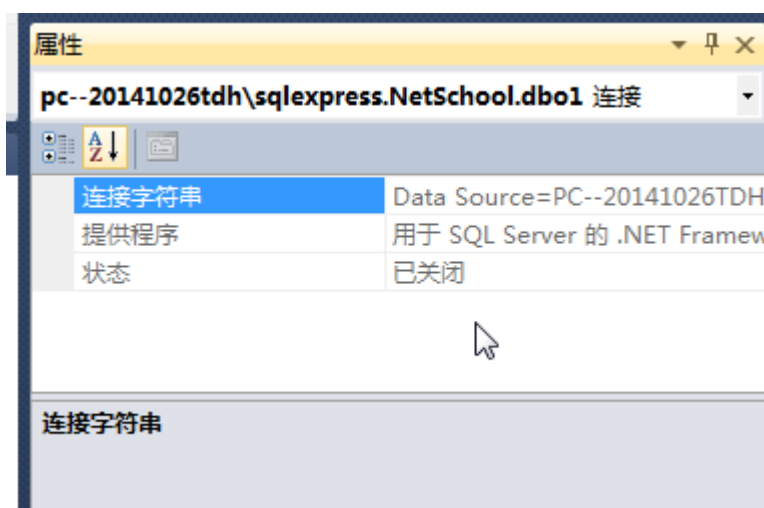 属性
pc--20141026tdh\sqlexpress.NetSchool.dbo1 连接
连接字符串 Data Source=PC--20141026TDH
提供程序 用于 SQL Server 的 .NET Framew
状态 已关闭
连接字符串